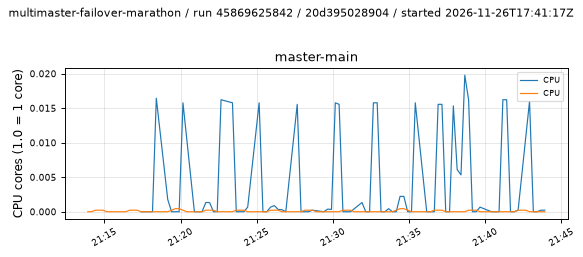 multimaster-failover-marathon / run 45869625842 / 20d395028904 / started 2026-11-26T17:41:17Z
master-main
CPU
CPU
CPU cores (1.0 = 1 core)
0.020
0.015
0.010
0.005
0.000
21:15
21:20
21:25
21:30
21:35
21:40
21:45